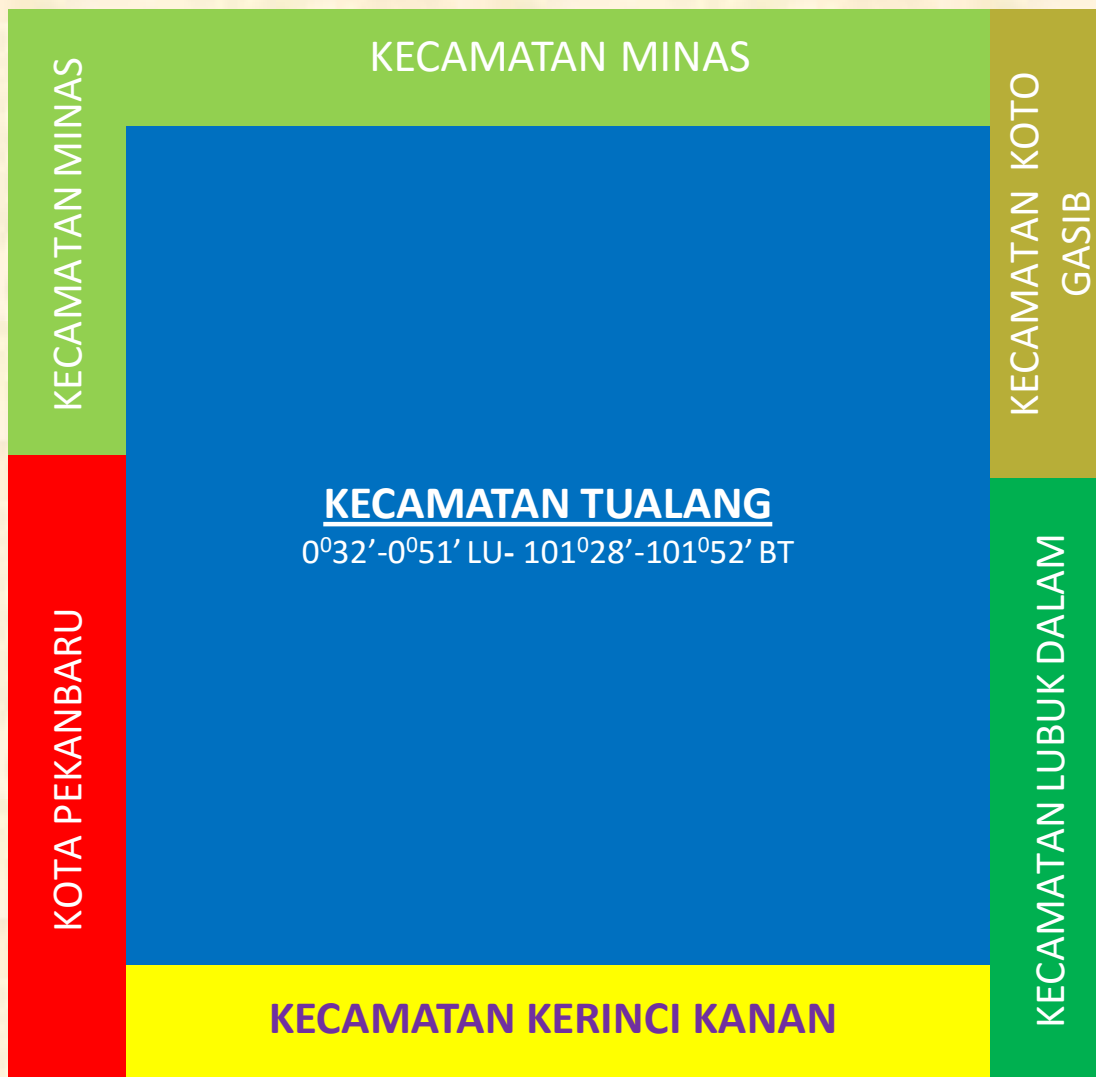 KECAMATAN MINAS
KECAMATAN MINAS
KECAMATAN KOTO
GASIB
KECAMATAN TUALANG
0⁰32’-0⁰51’ LU- 101⁰28’-101⁰52’ BT
KOTA PEKANBARU
KECAMATAN LUBUK DALAM
KECAMATAN KERINCI KANAN